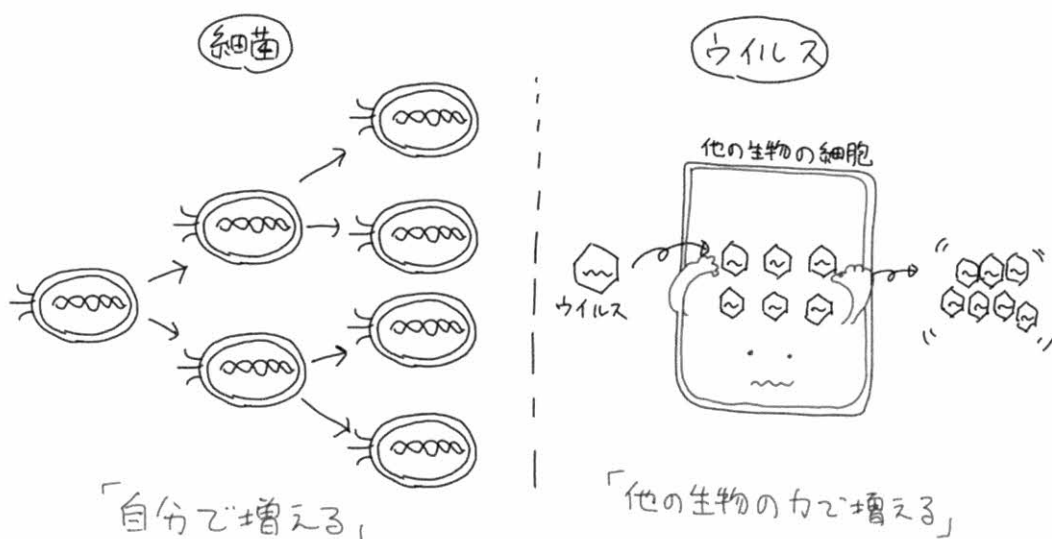 細菌
「自分で増える」
ウイルス
他の生物の細胞
ウイルス
「他の生物の力で増える」